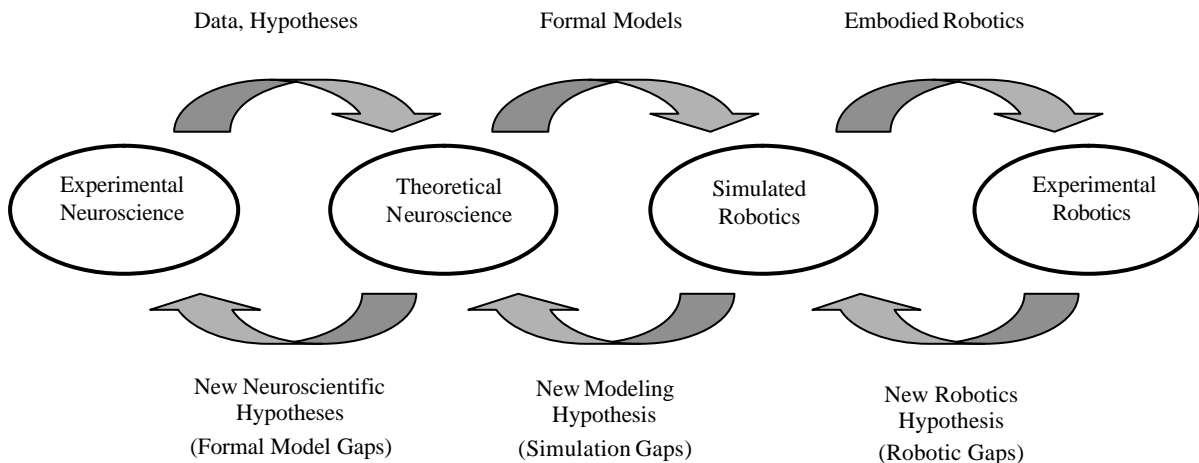 Data, Hypotheses
Formal Models
Embodied Robotics
Experimental
Neuroscience
Theoretical
Neuroscience
Simulated
Robotics
Experimental
Robotics
New Neuroscientific
Hypotheses
(Formal Model Gaps)
New Modeling
Hypothesis
(Simulation Gaps)
New Robotics
Hypothesis
(Robotic Gaps)